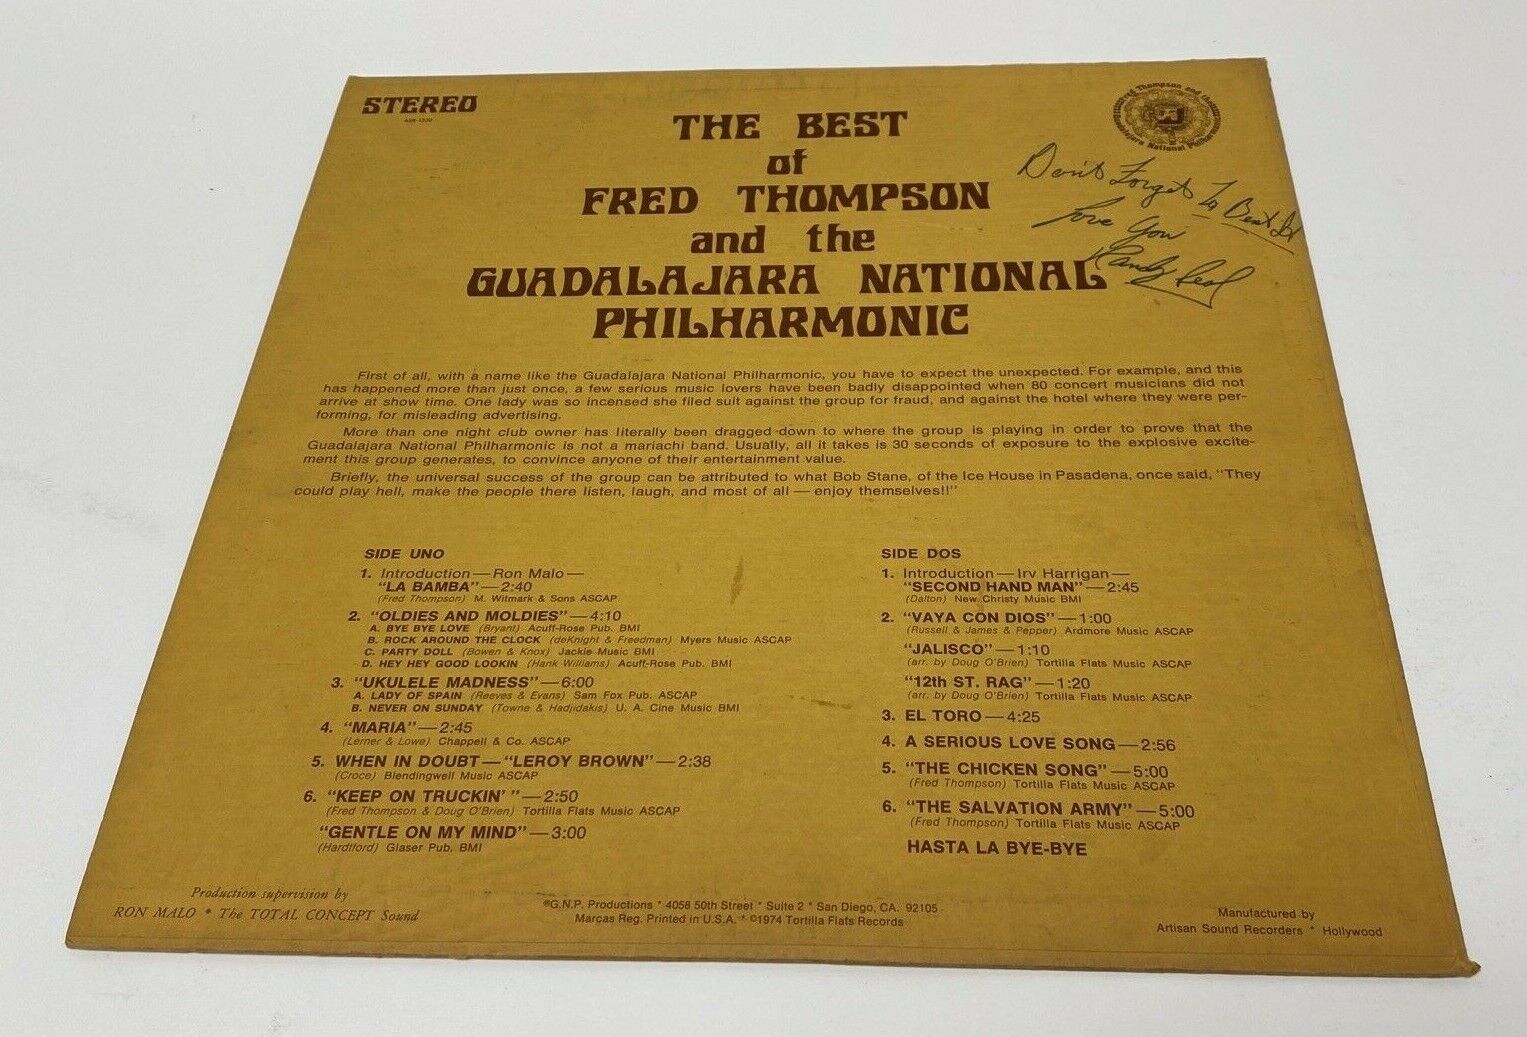 STEREO
ASR-1330
THE BEST
of
FRED THOMPSON
and the
GUADALAJARA NATIONAL
PHILHARMONIC
Fred Thompson and the
Guadalajara National Philharmonic
Don't Forget To Beat It
Love You
First of all, with a name like the Guadalajara National Philharmonic, you have to expect the unexpected. For example, and this
has happened more than just once, a few serious music lovers have been badly disappointed when 80 concert musicians did not
arrive at show time. One lady was so incensed she filed suit against the group for fraud, and against the hotel where they were per-
forming, for misleading advertising.
More than one night club owner has literally been dragged down to where the group is playing in order to prove that the
Guadalajara National Philharmonic is not a mariachi band. Usually, all it takes is 30 seconds of exposure to the explosive excite-
ment this group generates, to convince anyone of their entertainment value.
Briefly, the universal success of the group can be attributed to what Bob Stane, of the Ice House in Pasadena, once said, "They
could play hell, make the people there listen, laugh, and most of all — enjoy themselves!!"
SIDE UNO
1. Introduction — Ron Malo —
"LA BAMBA" — 2:40
(Fred Thompson) M. Witmark & Sons ASCAP
2. "OLDIES AND MOLDIES" — 4:10
A. BYE BYE LOVE (Bryant) Acuff-Rose Pub. BMI
B. ROCK AROUND THE CLOCK (deKnight & Freedman) Myers Music ASCAP
C. PARTY DOLL (Bowen & Knox) Jackie Music BMI
D. HEY HEY GOOD LOOKIN (Hank Williams) Acuff-Rose Pub. BMI
3. "UKULELE MADNESS" — 6:00
A. LADY OF SPAIN (Reeves & Evans) Sam Fox Pub. ASCAP
B. NEVER ON SUNDAY (Towne & Hadjidakis) U. A. Cine Music BMI
4. "MARIA" — 2:45
(Lerner & Lowe) Chappell & Co. ASCAP
5. WHEN IN DOUBT — "LEROY BROWN" — 2:38
(Croce) Blendingwell Music ASCAP
6. "KEEP ON TRUCKIN' " — 2:50
(Fred Thompson & Doug O'Brien) Tortilla Flats Music ASCAP
"GENTLE ON MY MIND" — 3:00
(Hardtford) Glaser Pub. BMI
SIDE DOS
1. Introduction — Irv Harrigan —
"SECOND HAND MAN" — 2:45
(Dalton) New Christy Music BMI
2. "VAYA CON DIOS" — 1:00
(Russell & James & Pepper) Ardmore Music ASCAP
"JALISCO" — 1:10
(arr. by Doug O'Brien) Tortilla Flats Music ASCAP
"12th ST. RAG" — 1:20
(arr. by Doug O'Brien) Tortilla Flats Music ASCAP
3. EL TORO — 4:25
4. A SERIOUS LOVE SONG — 2:56
5. "THE CHICKEN SONG" — 5:00
(Fred Thompson) Tortilla Flats Music ASCAP
6. "THE SALVATION ARMY" — 5:00
(Fred Thompson) Tortilla Flats Music ASCAP
HASTA LA BYE-BYE
Production supervision by
RON MALO * The TOTAL CONCEPT Sound
℗G.N.P. Productions * 4058 50th Street * Suite 2 * San Diego, CA. 92105
Marcas Reg. Printed in U.S.A. * ©1974 Tortilla Flats Records
Manufactured by
Artisan Sound Recorders * Hollywood